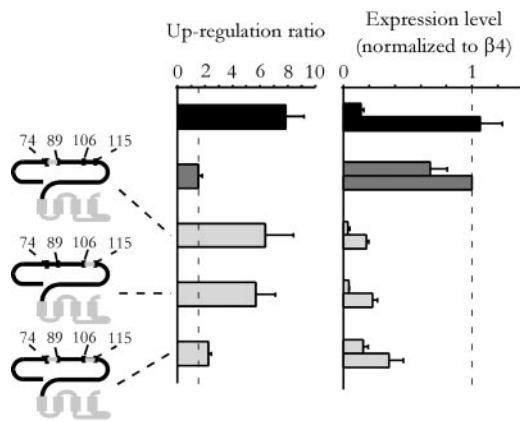 Up-regulation ratio
Expression level
(normalized to β4)
0 2 4 6 8 10
0 1
74 89 106 115
74 89 106 115
74 89 106 115